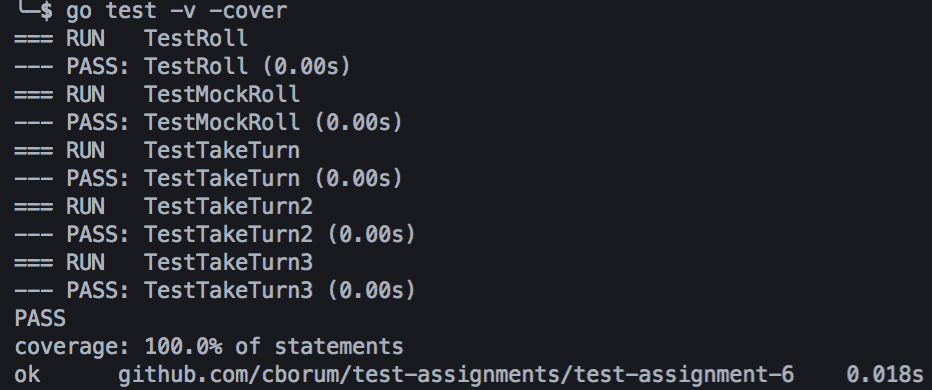 ╰─$ go test -v -cover
=== RUN   TestRoll
--- PASS: TestRoll (0.00s)
=== RUN   TestMockRoll
--- PASS: TestMockRoll (0.00s)
=== RUN   TestTakeTurn
--- PASS: TestTakeTurn (0.00s)
=== RUN   TestTakeTurn2
--- PASS: TestTakeTurn2 (0.00s)
=== RUN   TestTakeTurn3
--- PASS: TestTakeTurn3 (0.00s)
PASS
coverage: 100.0% of statements
ok      github.com/cborum/test-assignments/test-assignment-6    0.018s